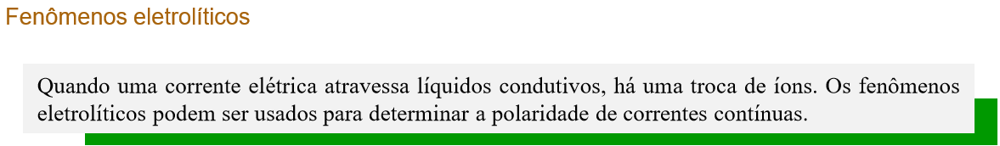 Fenômenos eletrolíticos
Quando uma corrente elétrica atravessa líquidos condutivos, há uma troca de íons. Os fenômenos
eletrolíticos podem ser usados para determinar a polaridade de correntes contínuas.